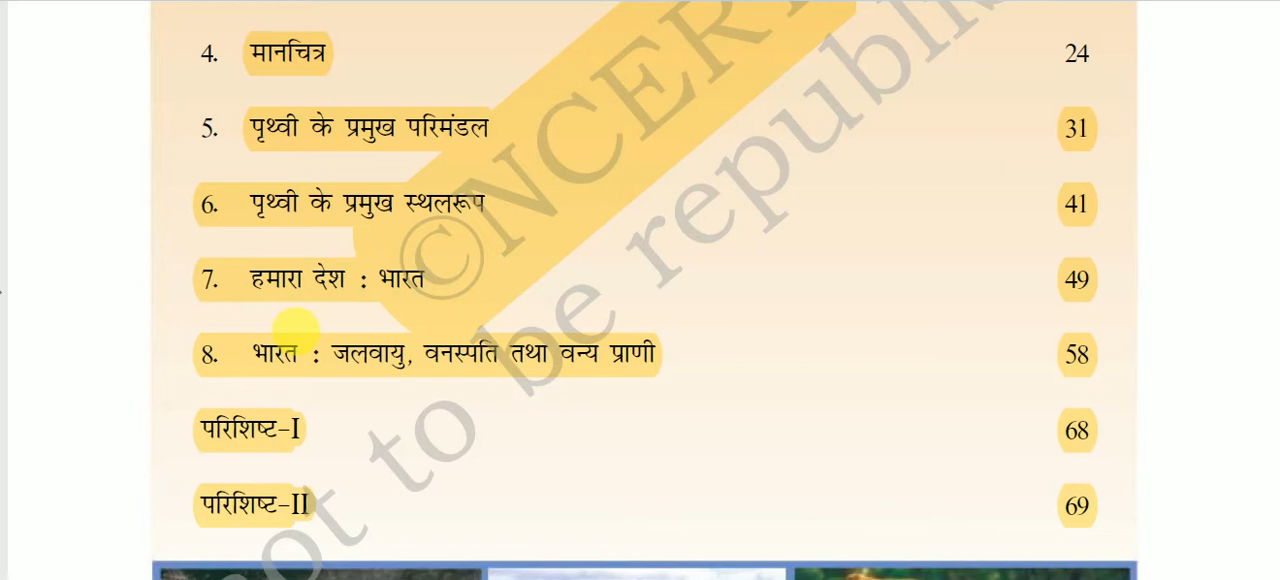 4. मानचित्र 24
5. पृथ्वी के प्रमुख परिमंडल 31
6. पृथ्वी के प्रमुख स्थलरूप 41
7. हमारा देश : भारत 49
8. भारत : जलवायु, वनस्पति तथा वन्य प्राणी 58
परिशिष्ट-I 68
परिशिष्ट-II 69
©NCERT
not to be republi